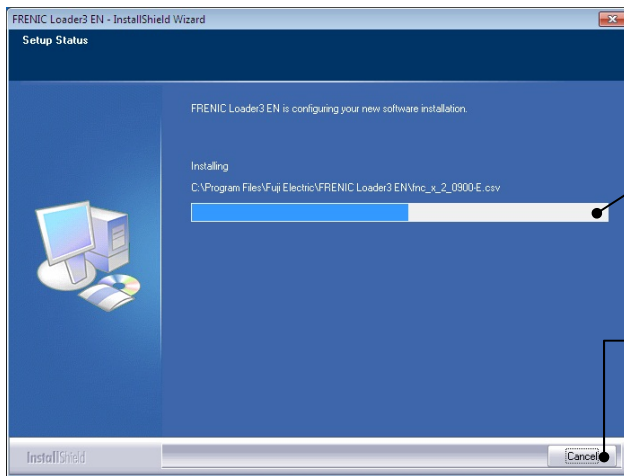 FRENIC Loader3 EN - InstallShield Wizard
Setup Status
FRENIC Loader3 EN is configuring your new software installation.
Installing
C:\Program Files\Fuji Electric\FRENIC Loader3 EN\fnc_x_2_0900-E.csv
InstallShield
Cancel